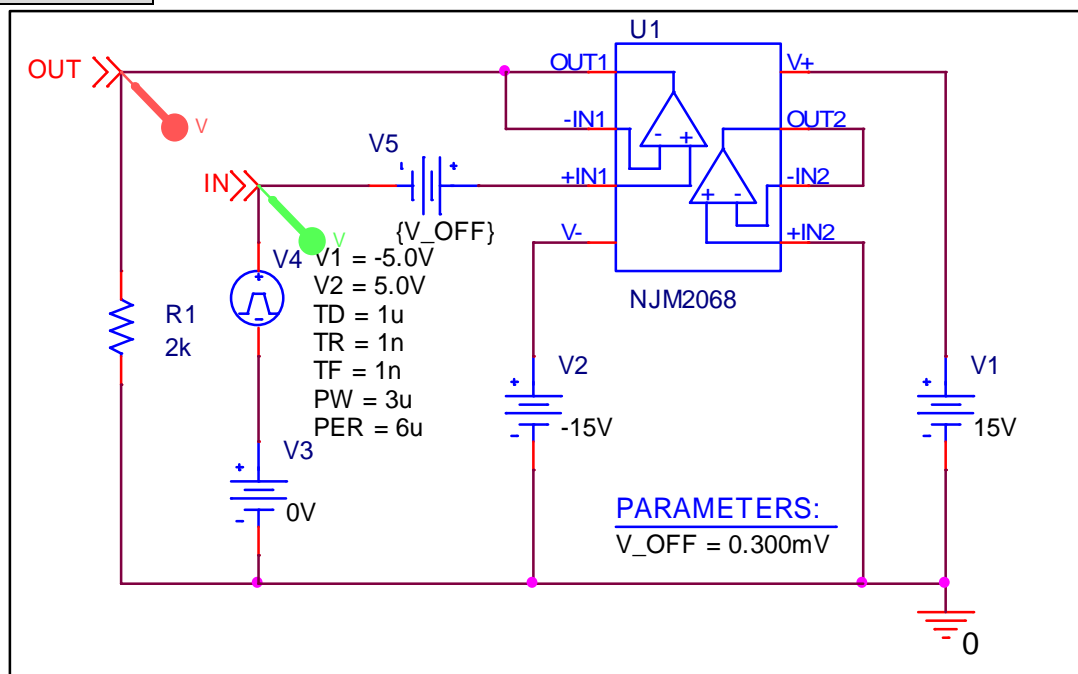 U1
OUT
OUT1
V+
V
-IN1
OUT2
V5
- +
IN
+IN1
-IN2
V
{V_OFF}
V-
+IN2
V4
V1 = -5.0V
V2 = 5.0V
TD = 1u
TR = 1n
TF = 1n
PW = 3u
PER = 6u
NJM2068
R1
2k
V2
-15V
V1
15V
V3
0V
PARAMETERS:
V_OFF = 0.300mV
0